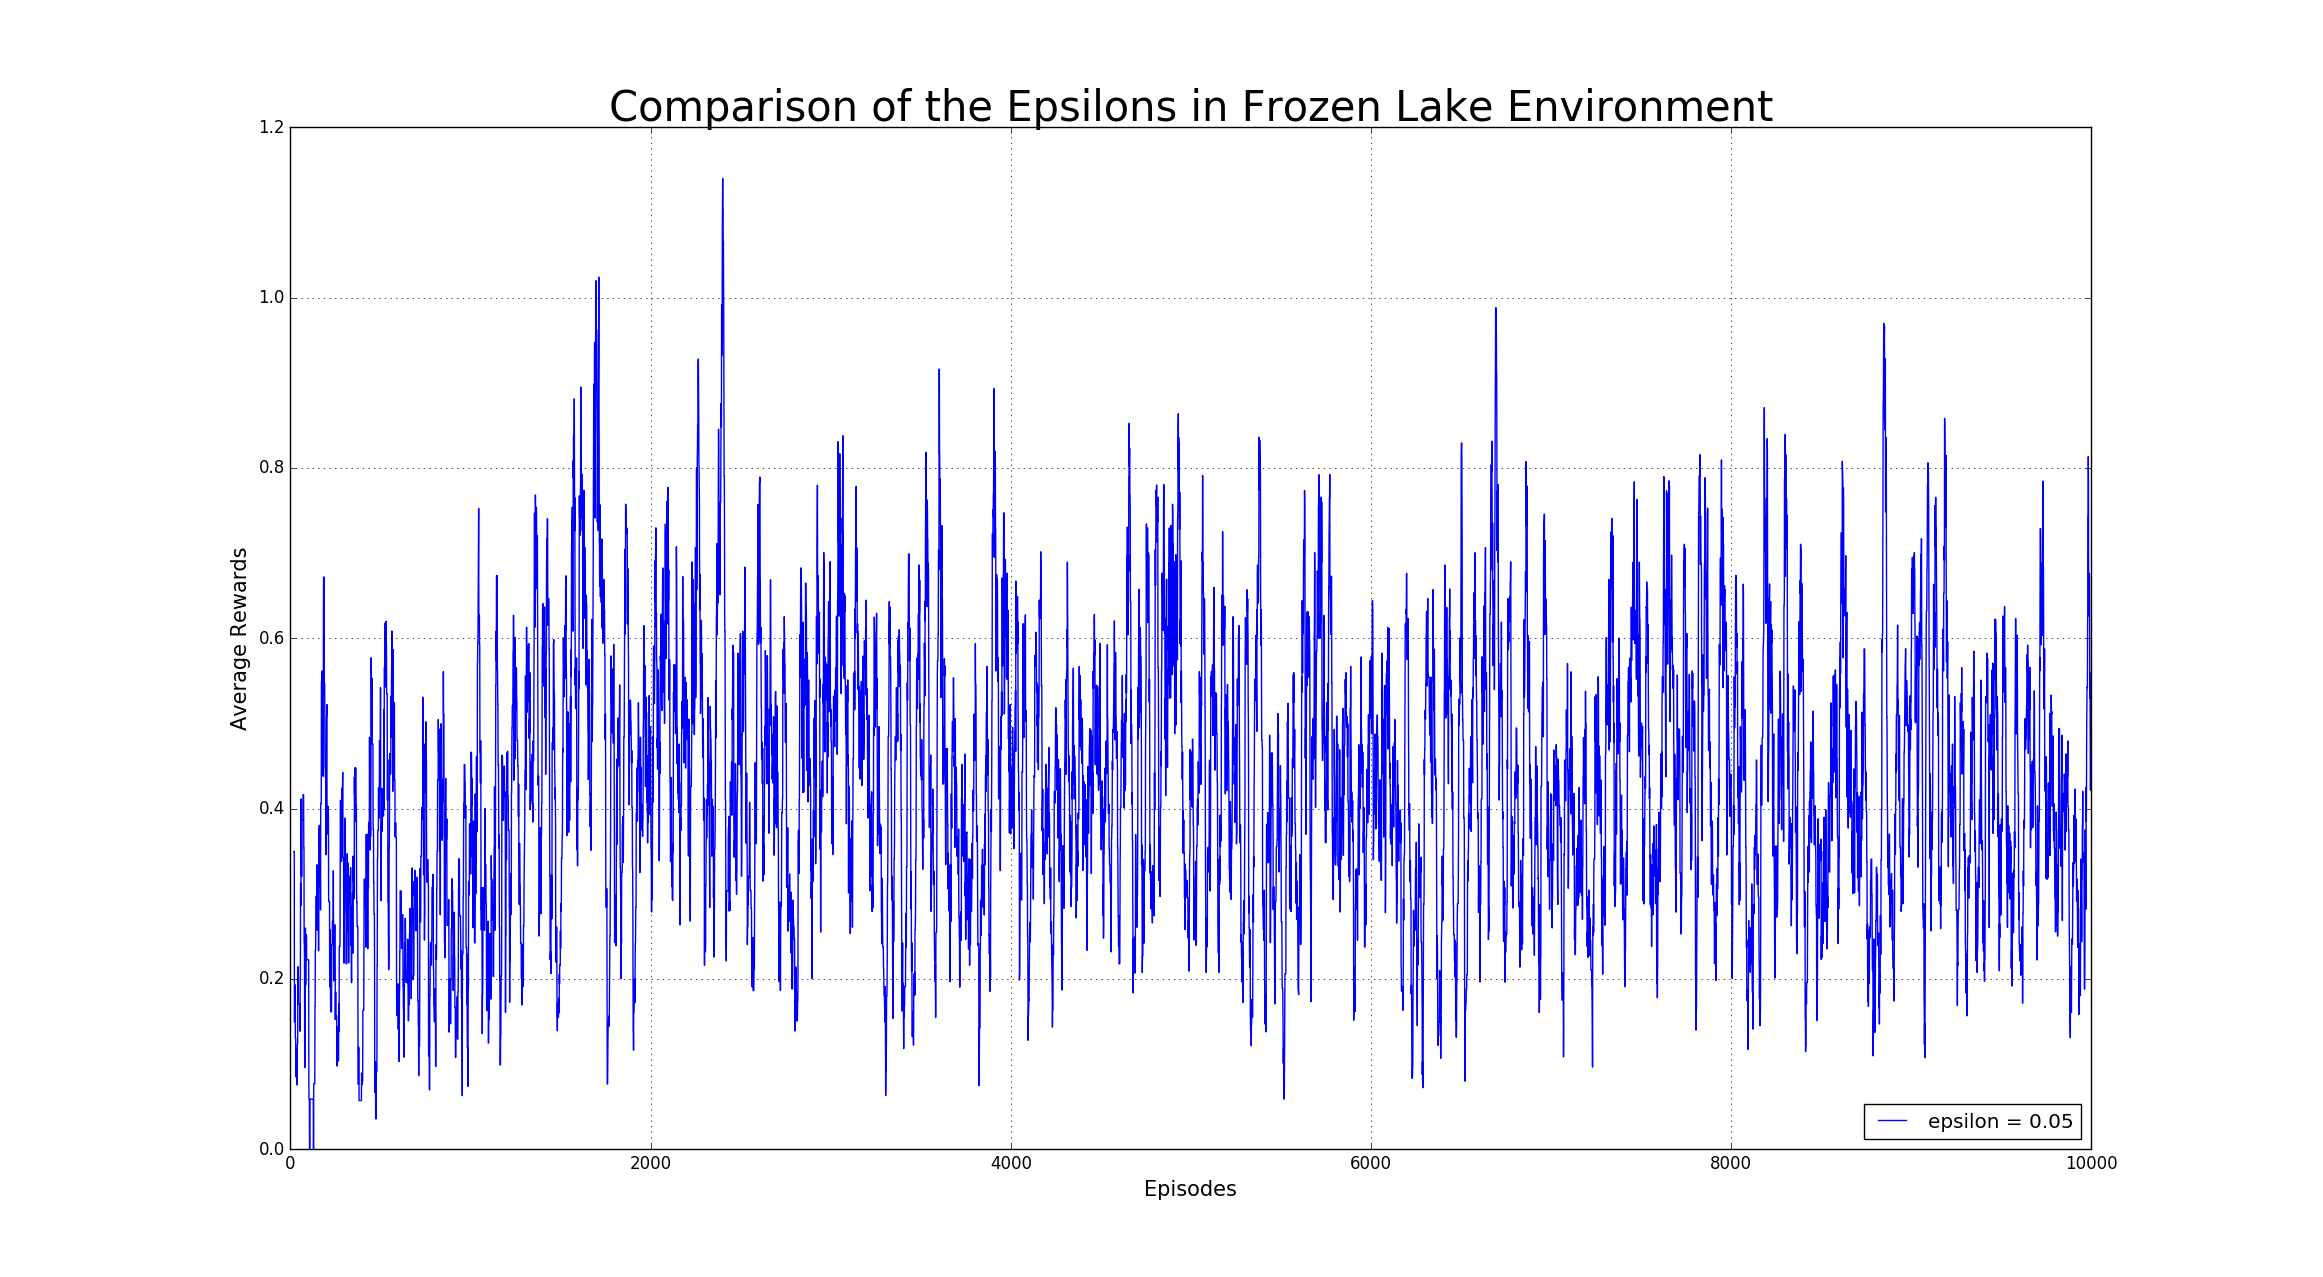 Comparison of the Epsilons in Frozen Lake Environment
1.2
1.0
0.8
0.6
0.4
0.2
0.0
Average Rewards
0 2000 4000 6000 8000 10000
Episodes
epsilon = 0.05